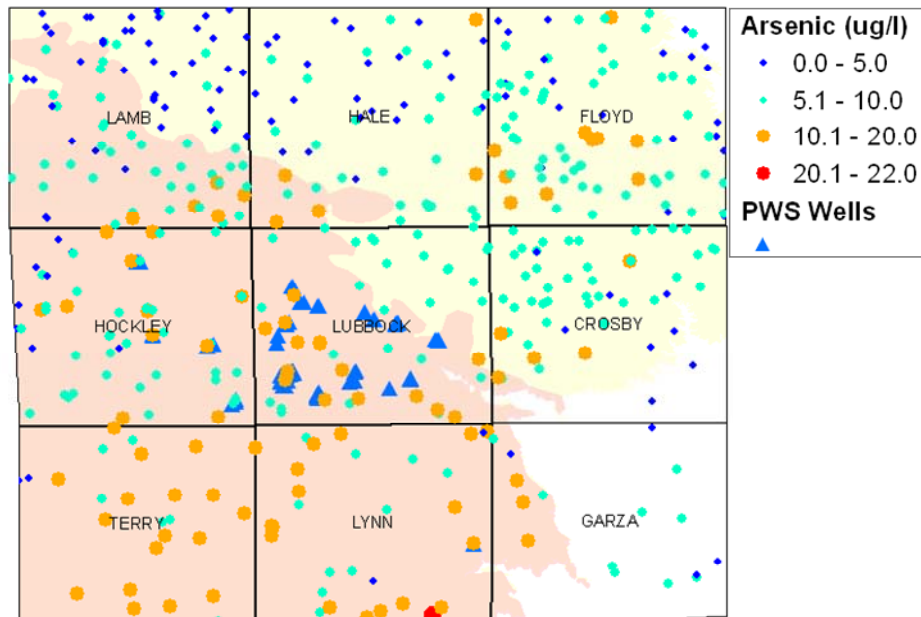 Arsenic (ug/l)
0.0 - 5.0
5.1 - 10.0
10.1 - 20.0
20.1 - 22.0
PWS Wells
LAMB
HALE
FLOYD
HOCKLEY
LUBBOCK
CROSBY
TERRY
LYNN
GARZA